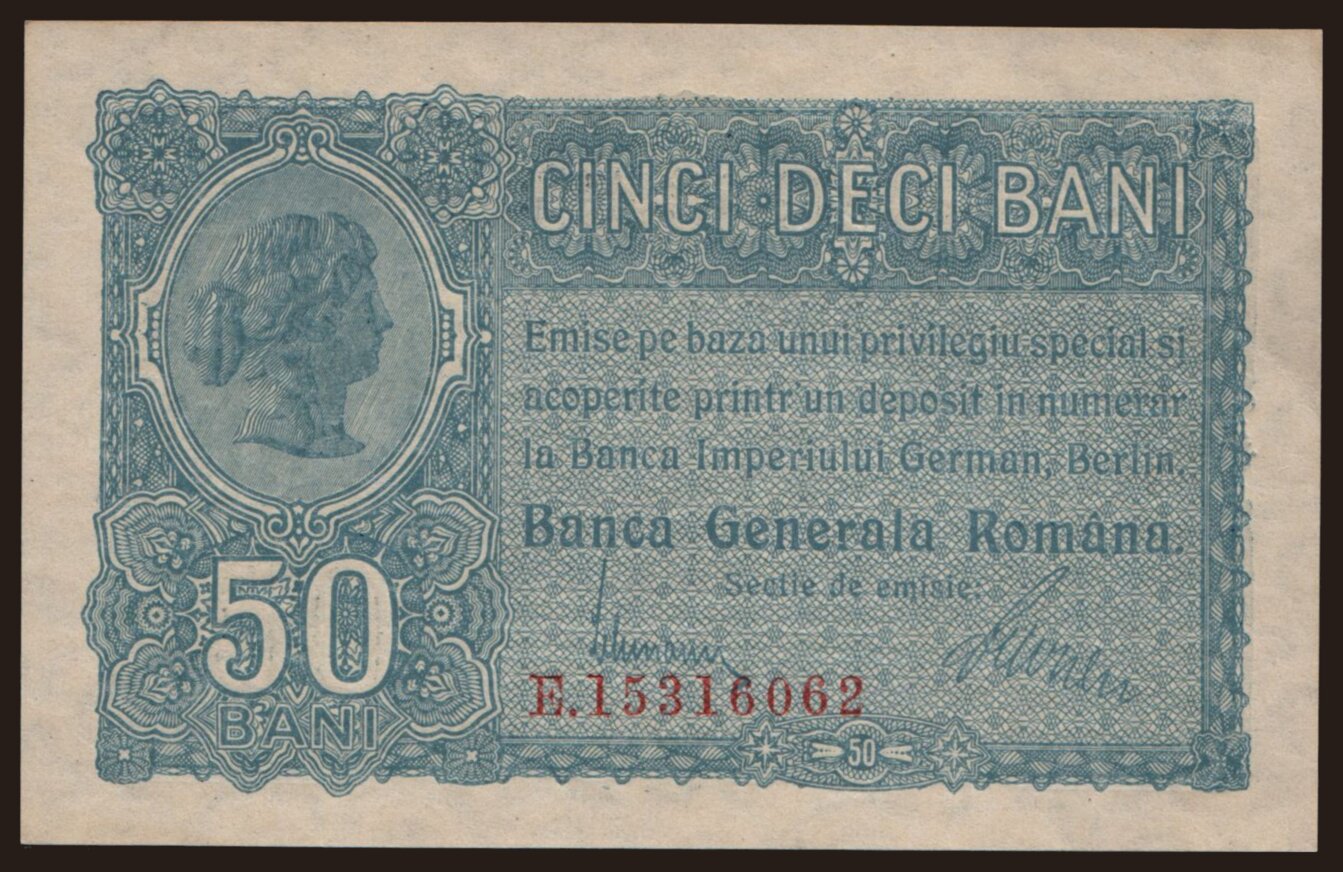 CINCI DECI BANI
Emise pe baza unui privilegiu special si
acoperite printr'un deposit in numerar
la Banca Imperiului German, Berlin.
Banca Generala Româna.
Sectie de emisie:
E.15316062
50
BANI
50